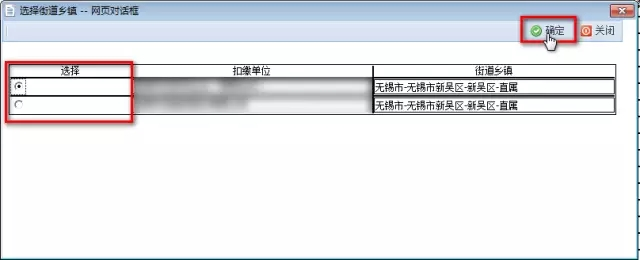 选择街道乡镇 -- 网页对话框
确定 关闭
选择 扣缴单位 街道乡镇
无锡市-无锡市新吴区-新吴区-直属
无锡市-无锡市新吴区-新吴区-直属